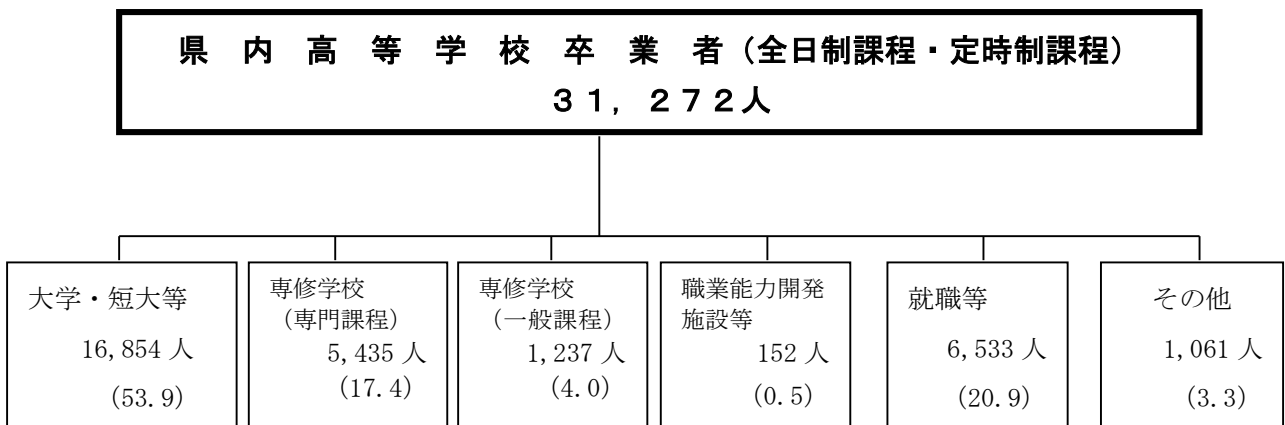 県内高等学校卒業者(全日制課程・定時制課程)
31,272人
大学・短大等
16,854 人
(53.9)
専修学校
(専門課程)
5,435 人
(17.4)
専修学校
(一般課程)
1,237 人
(4.0)
職業能力開発
施設等
152 人
(0.5)
就職等
6,533 人
(20.9)
その他
1,061 人
(3.3)